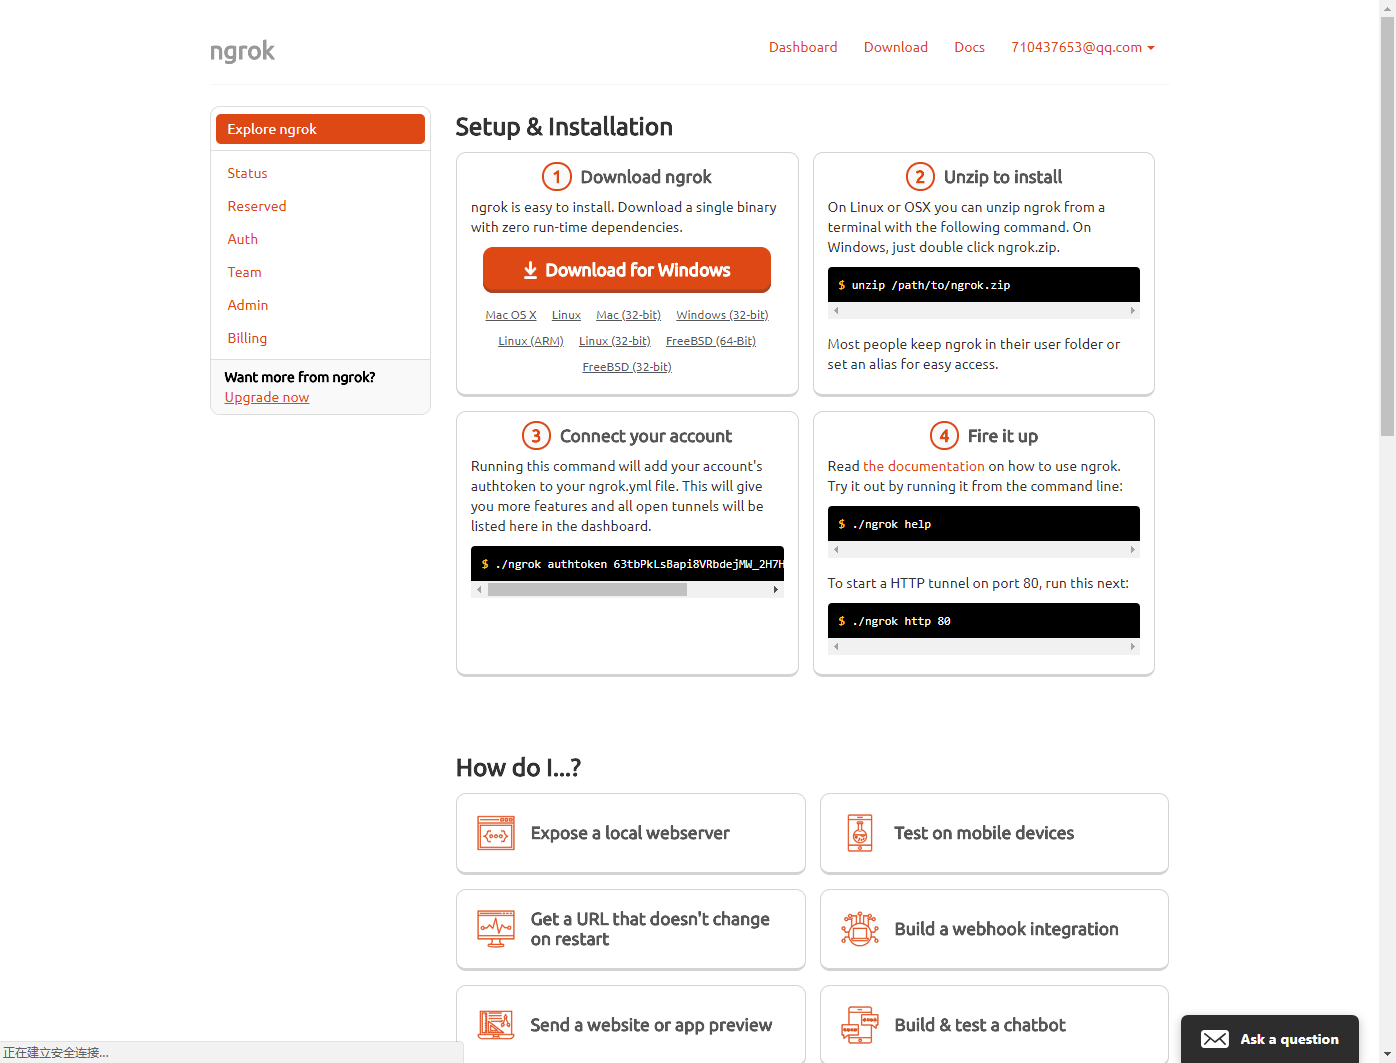 ngrok
Dashboard Download Docs 710437653@qq.com
Explore ngrok
Status
Reserved
Auth
Team
Admin
Billing
Want more from ngrok?
Upgrade now
Setup & Installation
1 Download ngrok
ngrok is easy to install. Download a single binary
with zero run-time dependencies.
Download for Windows
Mac OS X Linux Mac (32-bit) Windows (32-bit)
Linux (ARM) Linux (32-bit) FreeBSD (64-Bit)
FreeBSD (32-bit)
2 Unzip to install
On Linux or OSX you can unzip ngrok from a
terminal with the following command. On
Windows, just double click ngrok.zip.
$ unzip /path/to/ngrok.zip
Most people keep ngrok in their user folder or
set an alias for easy access.
3 Connect your account
Running this command will add your account's
authtoken to your ngrok.yml file. This will give
you more features and all open tunnels will be
listed here in the dashboard.
$ ./ngrok authtoken 63tbPkLsBapi8VRbdejMW_2H7H
4 Fire it up
Read the documentation on how to use ngrok.
Try it out by running it from the command line:
$ ./ngrok help
To start a HTTP tunnel on port 80, run this next:
$ ./ngrok http 80
How do I...?
Expose a local webserver
Test on mobile devices
Get a URL that doesn't change
on restart
Build a webhook integration
Send a website or app preview
Build & test a chatbot
Ask a question
正在建立安全连接...